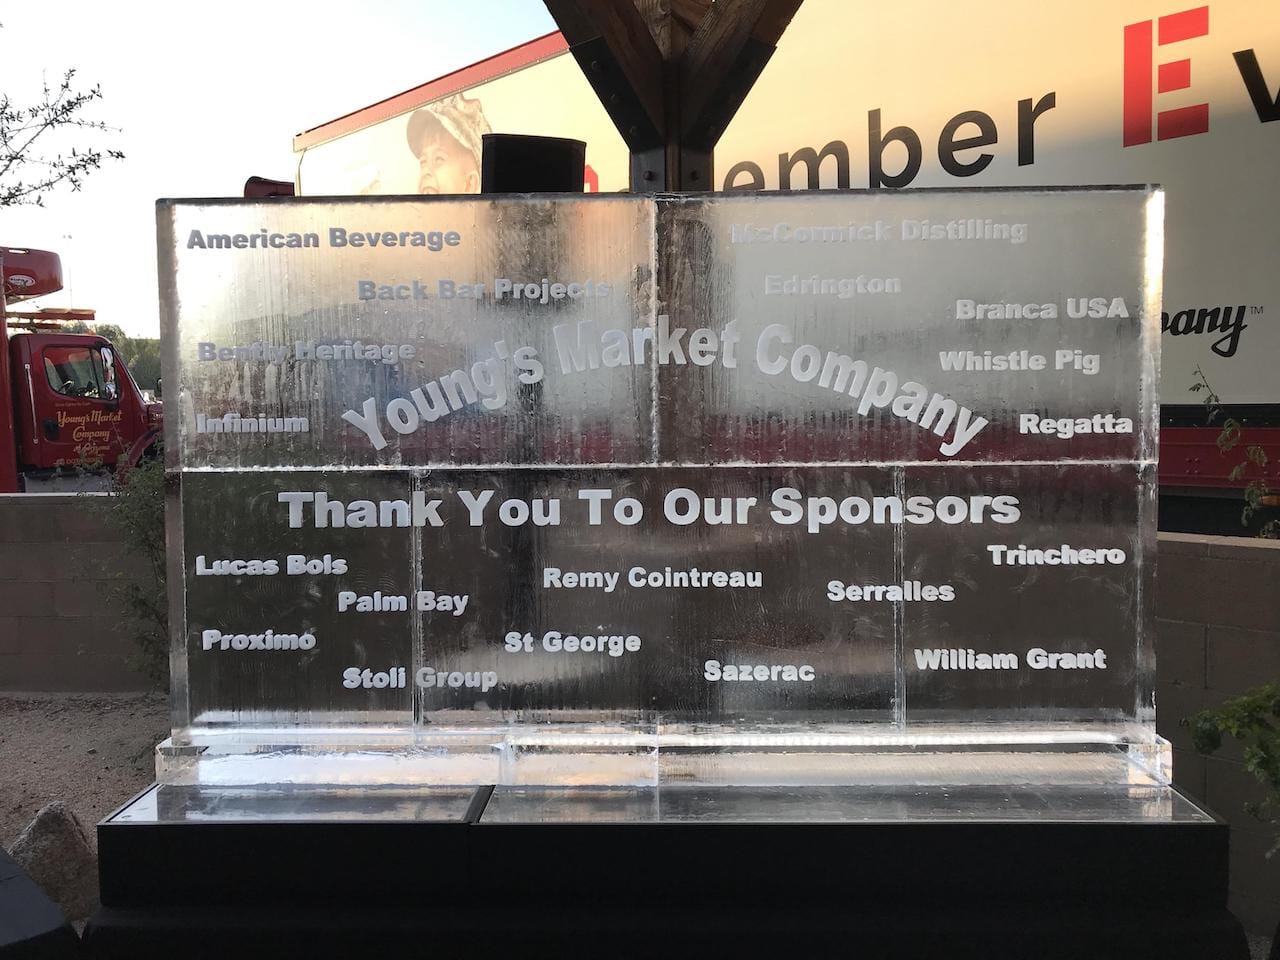 ember Ev
pany™
American Beverage
McCormick Distilling
Back Bar Projects
Edrington
Branca USA
Bently Heritage
Young's Market Company
Whistle Pig
Infinium
Regatta
Young's Market
Company
Thank You To Our Sponsors
Lucas Bols
Remy Cointreau
Trinchero
Palm Bay
Serralles
Proximo
St George
William Grant
Stoli Group
Sazerac